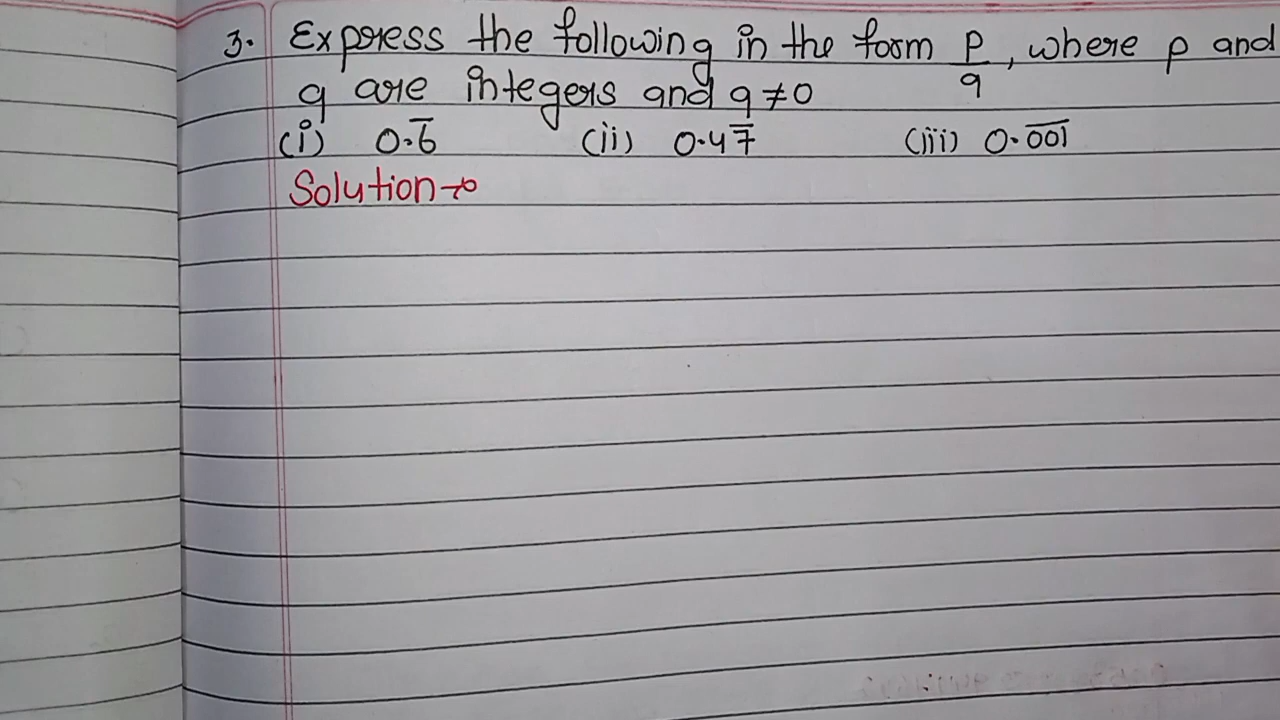 3. Express the following in the form p/q, where p and
q are integers and q ≠ 0
(i) 0.6̅ (ii) 0.47̅ (iii) 0.0̅0̅1̅
Solution →